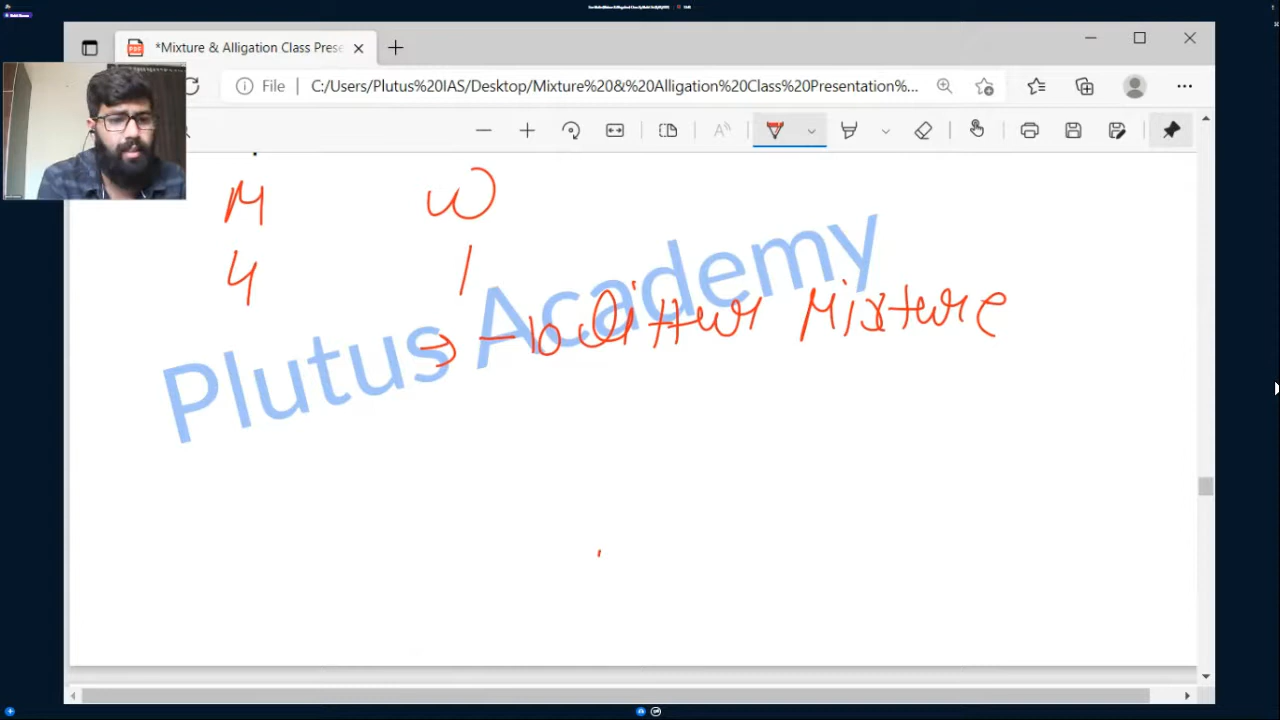 *Mixture & Alligation Class Prese
File C:/Users/Plutus%20IAS/Desktop/Mixture%20&%20Alligation%20Class%20Presentation%...
M W
4 1
→ -10 litter Mixture
Plutus Academy